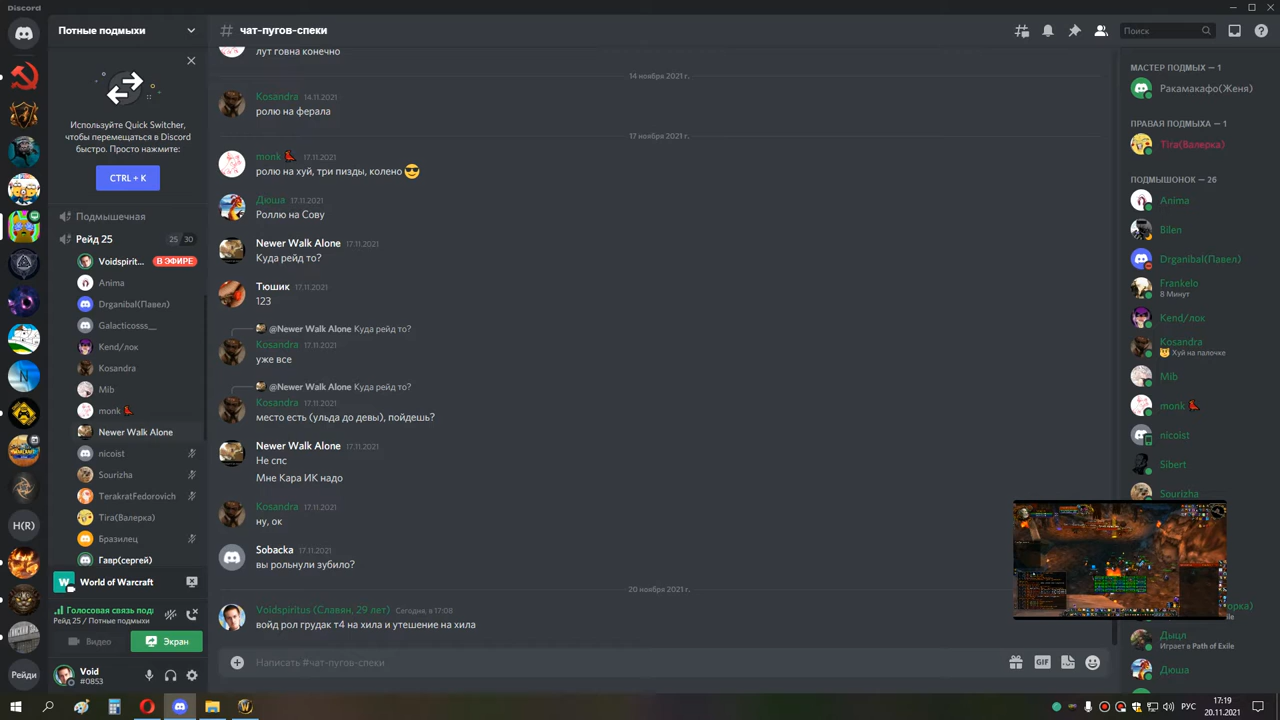 Discord
Потные подмыхи
# чат-пугов-спеки
Поиск
Используйте Quick Switcher,
чтобы перемещаться в Discord
быстро. Просто нажмите:
CTRL + K
Подмышечная
Рейд 25
25 30
Voidspirit...
В ЭФИРЕ
Anima
Drganibal(Павел)
Galacticosss__
Kend/лок
Kosandra
Mib
monk
Newer Walk Alone
nicoist
Sourizha
TerakratFedorovich
Tira(Валерка)
Бразилец
Гавр(сергей)
H(R)
Рейди
World of Warcraft
Голосовая связь под
Рейд 25 / Потные подмыхи
Видео
Экран
Void
#0853
лут говна конечно
14 ноября 2021 г.
Kosandra 14.11.2021
ролю на ферала
17 ноября 2021 г.
monk 17.11.2021
ролю на хуй, три пизды, колено
Дюша 17.11.2021
Роллю на Сову
Newer Walk Alone 17.11.2021
Куда рейд то?
Тюшик 17.11.2021
123
@Newer Walk Alone Куда рейд то?
Kosandra 17.11.2021
уже все
@Newer Walk Alone Куда рейд то?
Kosandra 17.11.2021
место есть (ульда до девы), пойдешь?
Newer Walk Alone 17.11.2021
Не спс
Мне Кара ИК надо
Kosandra 17.11.2021
ну, ок
Sobacka 17.11.2021
вы рольнули зубило?
20 ноября 2021 г.
Voidspiritus (Славян, 29 лет) Сегодня, в 17:08
войд рол грудак т4 на хила и утешение на хила
Написать #чат-пугов-спеки
GIF
МАСТЕР ПОДМЫХ — 1
Ракамакафо(Женя)
ПРАВАЯ ПОДМЫХА — 1
Tira(Валерка)
ПОДМЫШОНОК — 26
Anima
Bilen
Drganibal(Павел)
Frankelo
8 Минут
Kend/лок
Kosandra
Хуй на палочке
Mib
monk
nicoist
Sibert
Sourizha
Дыцл
Играет в Path of Exile
Дюша
РУС
17:19
20.11.2021